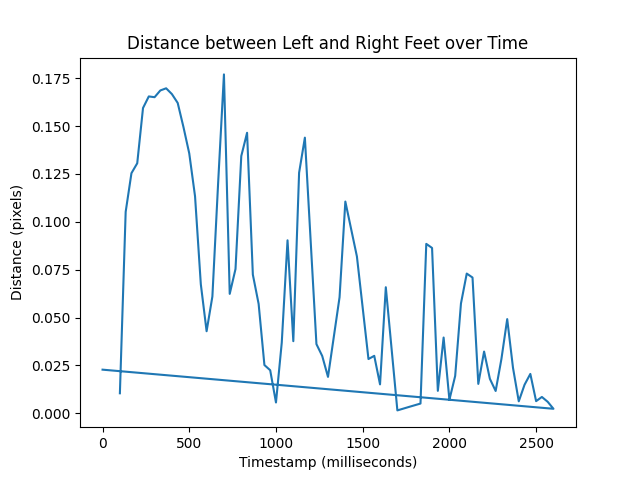 Distance between Left and Right Feet over Time
0.175
0.150
0.125
0.100
0.075
0.050
0.025
0.000
Distance (pixels)
0 500 1000 1500 2000 2500
Timestamp (milliseconds)